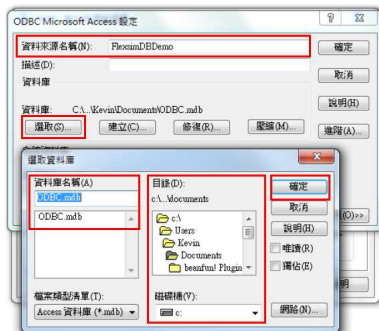 ODBC Microsoft Access 設定
資料來源名稱(N): FlexsimDBDemo
確定
描述(D):
取消
資料庫
說明(H)
資料庫: C:\...\Kevin\Documents\ODBC.mdb
選取(S)... 建立(C)... 修復(R)... 壓縮(M)... 進階(A)...
選取資料庫
資料庫名稱(A) 目錄(D): 確定
ODBC.mdb c:\...\documents
取消
ODBC.mdb c:\
Users
說明(H)
(O)>>
Kevin
唯讀(R)
Documents
獨佔(E)
beanfun! Plugin
明
檔案類型清單(T): 磁碟機(V):
Access 資料庫 (*.mdb) c: 網路(N)...